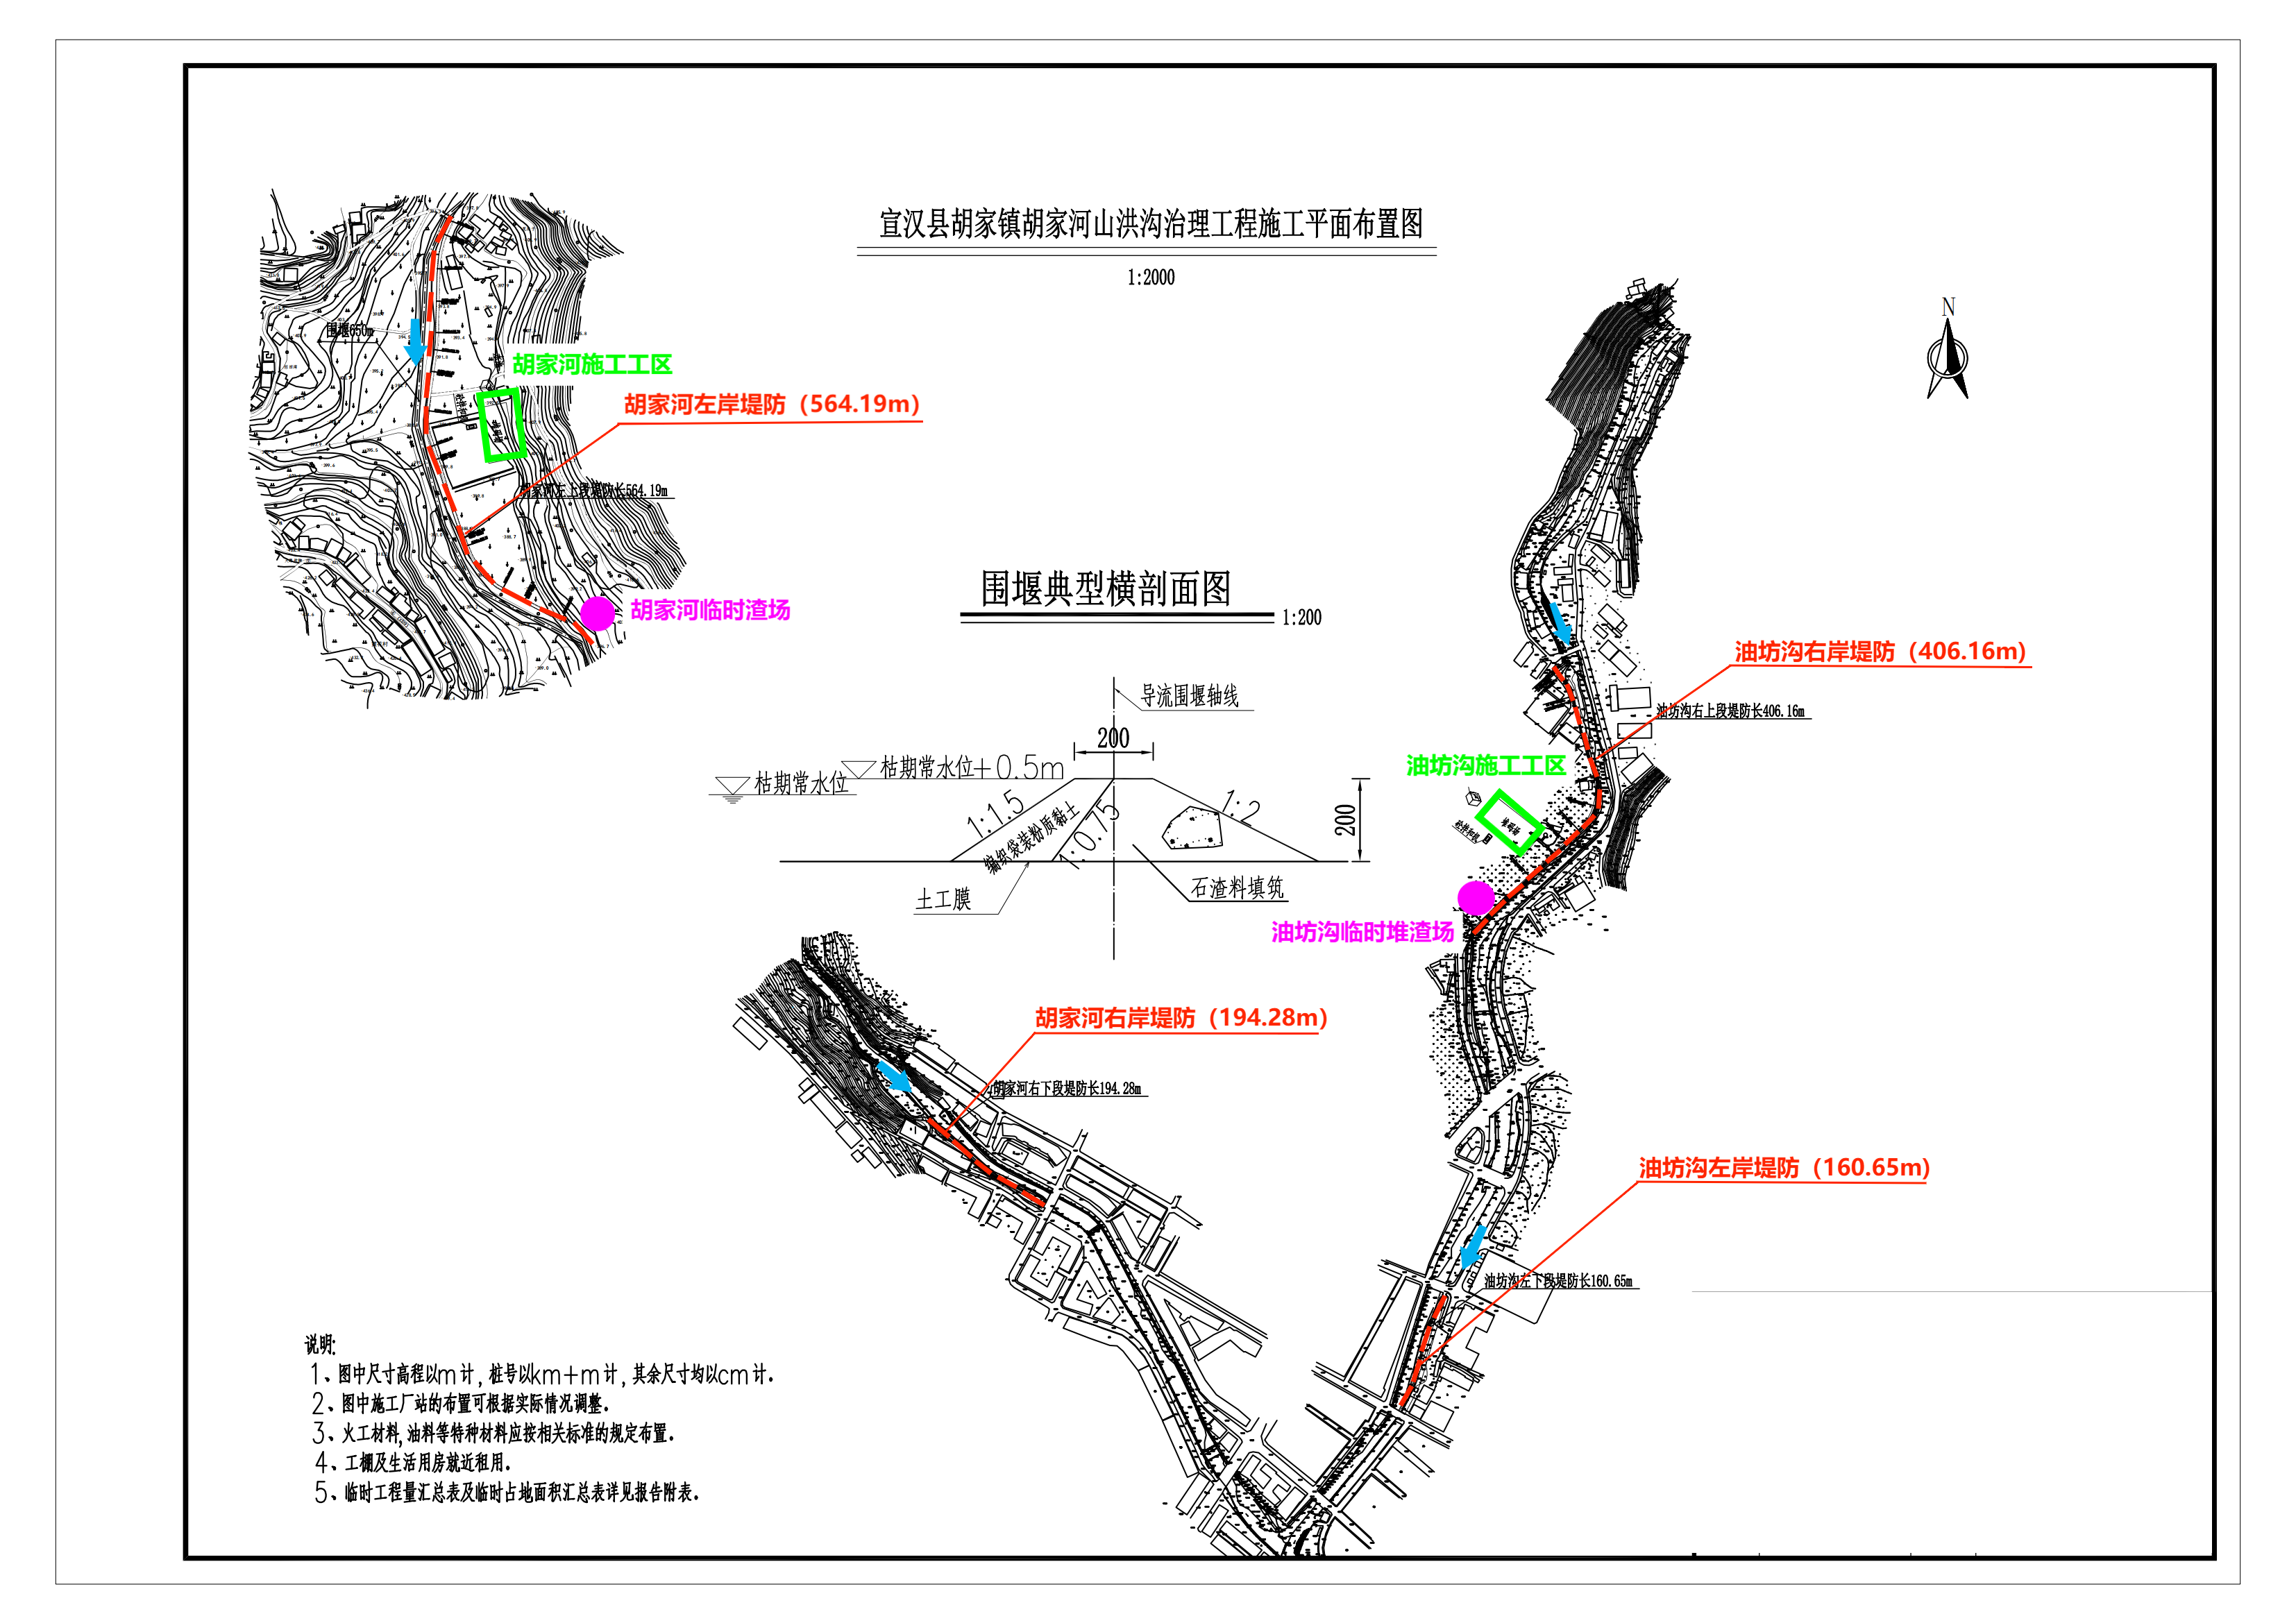 宣汉县胡家镇胡家河山洪沟治理工程施工平面布置图
1:2000
N
围堰650m
胡家河施工工区
胡家河左岸堤防（564.19m）
胡家河左上段堤防长564.19m
胡家河临时渣场
围堰典型横剖面图
1:200
导流围堰轴线
200
枯期常水位+0.5m
枯期常水位
1:1.5
编织袋装粉质黏土
1:0.75
1:2
200
土工膜
石渣料填筑
油坊沟右岸堤防（406.16m）
油坊沟右上段堤防长406.16m
油坊沟施工工区
油坊沟临时堆渣场
胡家河右岸堤防（194.28m）
胡家河右下段堤防长194.28m
油坊沟左岸堤防（160.65m）
油坊沟左下段堤防长160.65m
说明:
1、图中尺寸高程以m计，桩号以km+m计，其余尺寸均以cm计。
2、图中施工厂站的布置可根据实际情况调整。
3、火工材料,油料等特种材料应按相关标准的规定布置。
4、工棚及生活用房就近租用。
5、临时工程量汇总表及临时占地面积汇总表详见报告附表。